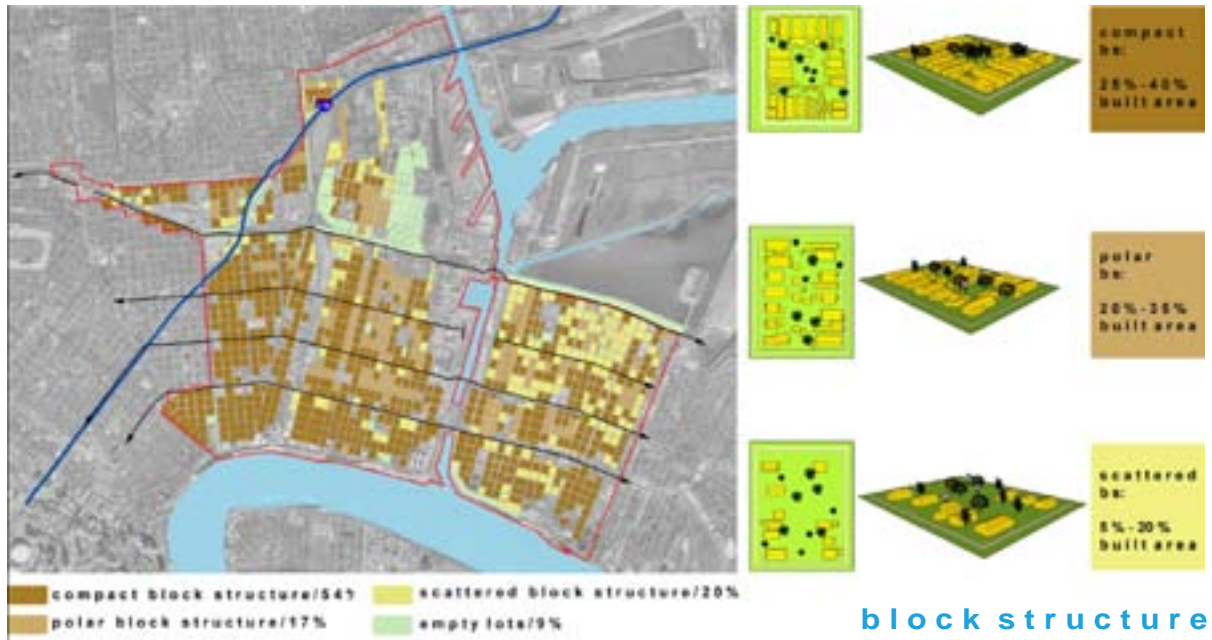 compact
bs:
25%-40%
built area
polar
bs:
20%-35%
built area
scattered
bs:
5%-20%
built area
compact block structure/54%
scattered block structure/20%
polar block structure/17%
empty lots/9%
block structure